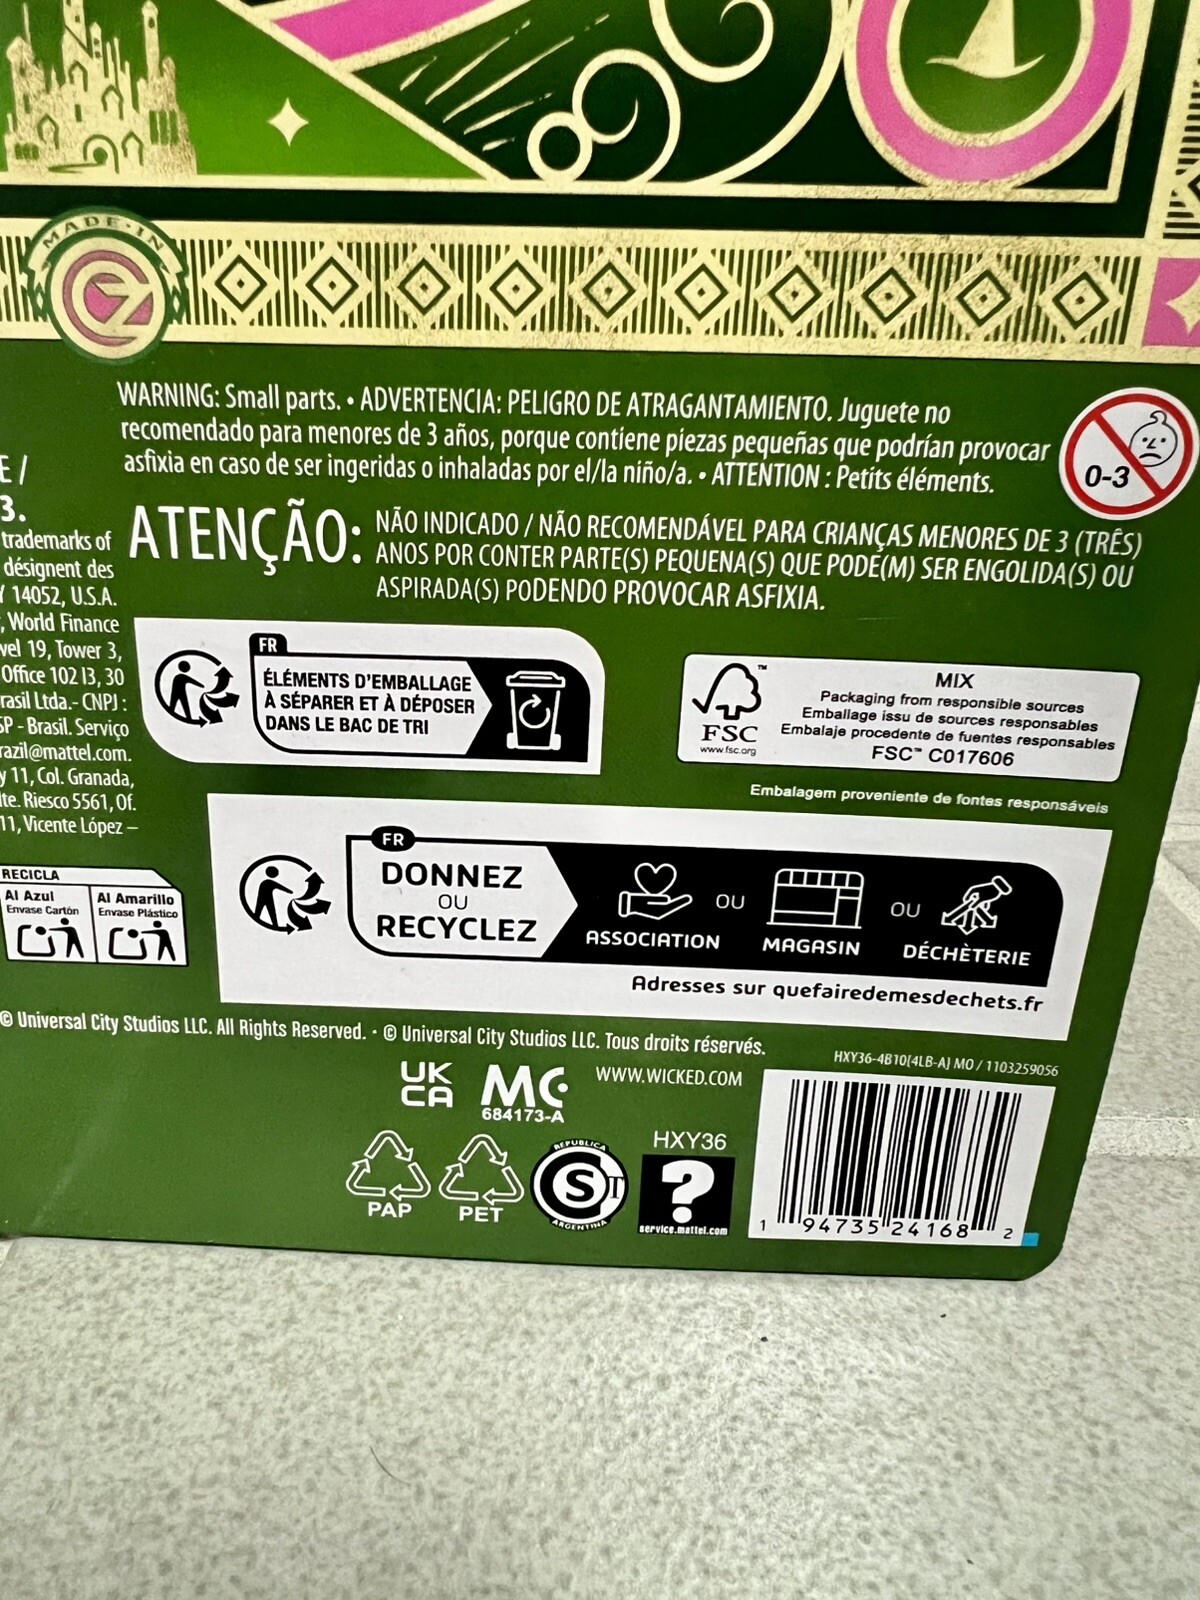 MADE·IN
OZ
WARNING: Small parts. • ADVERTENCIA: PELIGRO DE ATRAGANTAMIENTO. Juguete no
recomendado para menores de 3 años, porque contiene piezas pequeñas que podrían provocar
asfixia en caso de ser ingeridas o inhaladas por el/la niño/a. • ATTENTION : Petits éléments.
0-3
ATENÇÃO: NÃO INDICADO / NÃO RECOMENDÁVEL PARA CRIANÇAS MENORES DE 3 (TRÊS)
ANOS POR CONTER PARTE(S) PEQUENA(S) QUE PODE(M) SER ENGOLIDA(S) OU
ASPIRADA(S) PODENDO PROVOCAR ASFIXIA.
E /
3.
trademarks of
désignent des
Y 14052, U.S.A.
, World Finance
vel 19, Tower 3,
Office 102 13, 30
rasil Ltda.- CNPJ :
SP - Brasil. Serviço
razil@mattel.com.
y 11, Col. Granada,
lte. Riesco 5561, Of.
11, Vicente López –
FR
ÉLÉMENTS D'EMBALLAGE
À SÉPARER ET À DÉPOSER
DANS LE BAC DE TRI
FSC
www.fsc.org
™
MIX
Packaging from responsible sources
Emballage issu de sources responsables
Embalaje procedente de fuentes responsables
FSC™ C017606
Embalagem proveniente de fontes responsáveis
RECICLA
Al Azul
Envase Cartón
Al Amarillo
Envase Plástico
FR
DONNEZ
OU
RECYCLEZ
ASSOCIATION
OU
MAGASIN
OU
DÉCHÈTERIE
Adresses sur quefairedemesdechets.fr
© Universal City Studios LLC. All Rights Reserved. · © Universal City Studios LLC. Tous droits réservés.
HXY36-4B10(4LB-A) MO / 1103259056
UK
CA
MC
684173-A
WWW.WICKED.COM
PAP
PET
REPUBLICA
S
ARGENTINA
HXY36
?
service.mattel.com
1 94735 24168 2